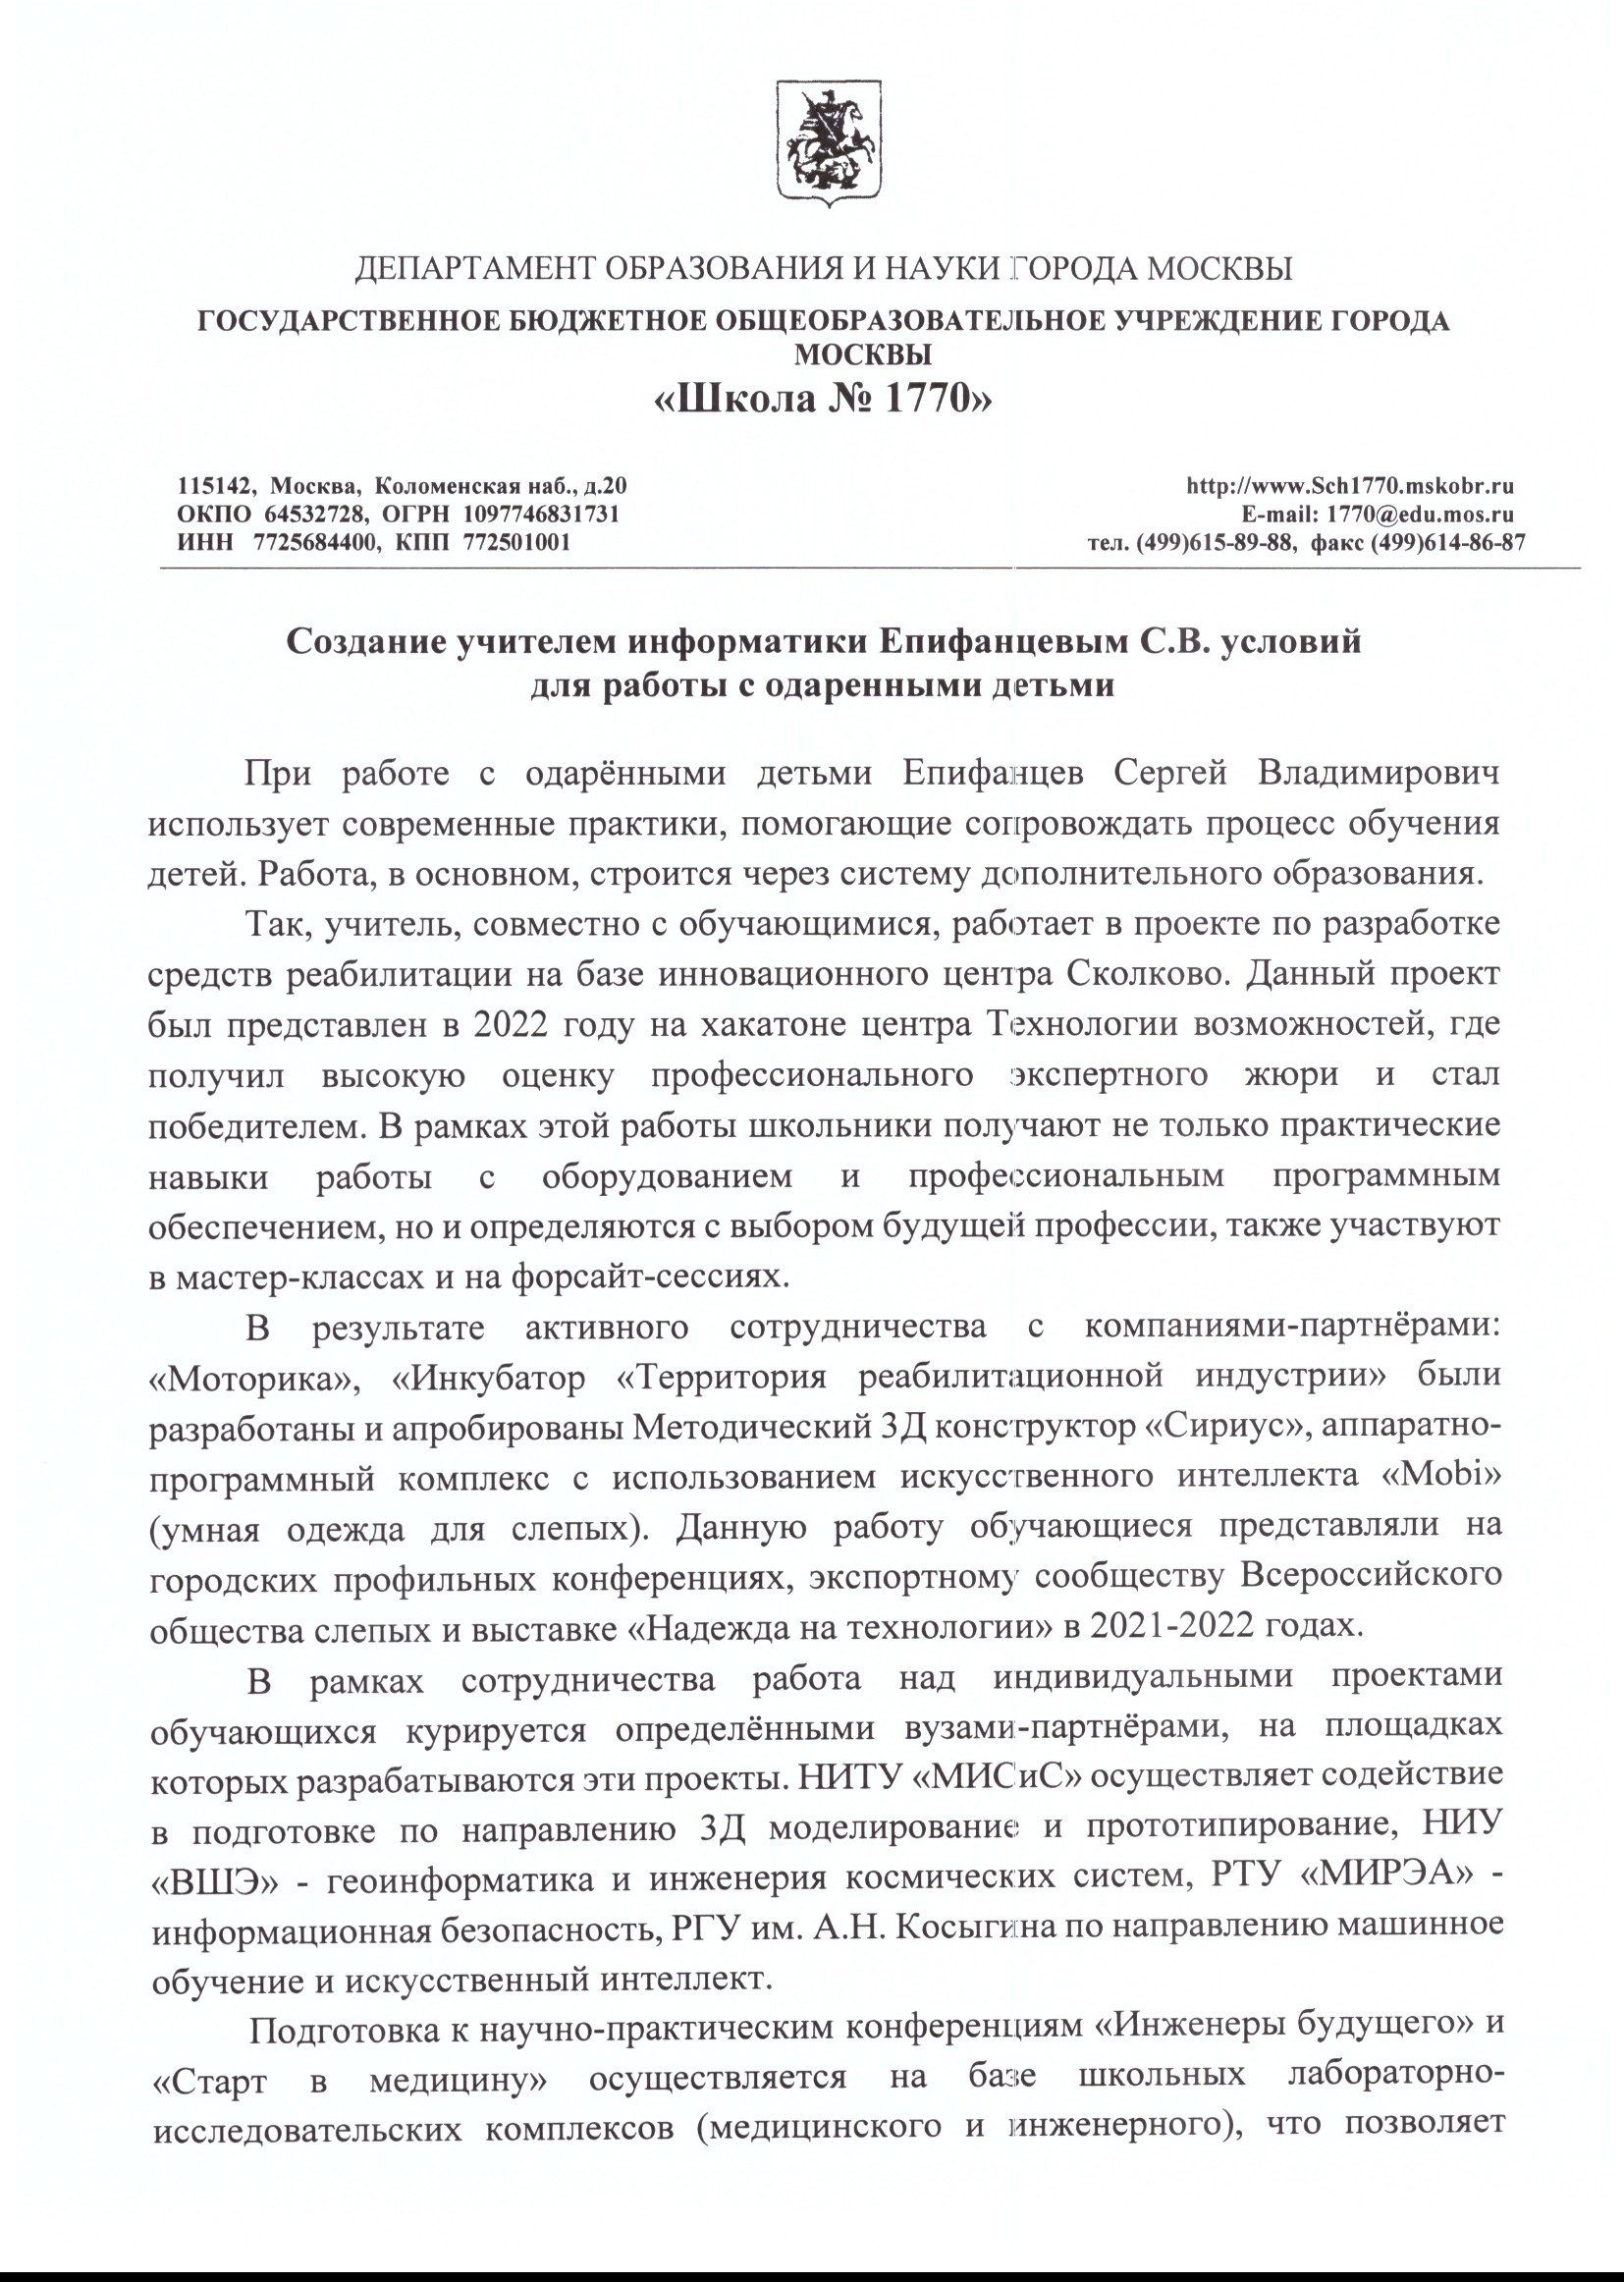 ДЕПАРТАМЕНТ ОБРАЗОВАНИЯ И НАУКИ ГОРОДА МОСКВЫ
ГОСУДАРСТВЕННОЕ БЮДЖЕТНОЕ ОБЩЕОБРАЗОВАТЕЛЬНОЕ УЧРЕЖДЕНИЕ ГОРОДА
МОСКВЫ
«Школа № 1770»
115142, Москва, Коломенская наб., д.20
ОКПО 64532728, ОГРН 1097746831731
ИНН 7725684400, КПП 772501001
http://www.Sch1770.mskobr.ru
E-mail: 1770@edu.mos.ru
тел. (499)615-89-88, факс (499)614-86-87
Создание учителем информатики Епифанцевым С.В. условий
для работы с одаренными детьми
При работе с одарёнными детьми Епифанцев Сергей Владимирович
использует современные практики, помогающие сопровождать процесс обучения
детей. Работа, в основном, строится через систему дополнительного образования.
Так, учитель, совместно с обучающимися, работает в проекте по разработке
средств реабилитации на базе инновационного центра Сколково. Данный проект
был представлен в 2022 году на хакатоне центра Технологии возможностей, где
получил высокую оценку профессионального экспертного жюри и стал
победителем. В рамках этой работы школьники получают не только практические
навыки работы с оборудованием и профессиональным программным
обеспечением, но и определяются с выбором будущей профессии, также участвуют
в мастер-классах и на форсайт-сессиях.
В результате активного сотрудничества с компаниями-партнёрами:
«Моторика», «Инкубатор «Территория реабилитационной индустрии» были
разработаны и апробированы Методический 3Д конструктор «Сириус», аппаратно-
программный комплекс с использованием искусственного интеллекта «Mobi»
(умная одежда для слепых). Данную работу обучающиеся представляли на
городских профильных конференциях, экспортному сообществу Всероссийского
общества слепых и выставке «Надежда на технологии» в 2021-2022 годах.
В рамках сотрудничества работа над индивидуальными проектами
обучающихся курируется определёнными вузами-партнёрами, на площадках
которых разрабатываются эти проекты. НИТУ «МИСиС» осуществляет содействие
в подготовке по направлению 3Д моделирование и прототипирование, НИУ
«ВШЭ» - геоинформатика и инженерия космических систем, РТУ «МИРЭА» -
информационная безопасность, РГУ им. А.Н. Косыгина по направлению машинное
обучение и искусственный интеллект.
Подготовка к научно-практическим конференциям «Инженеры будущего» и
«Старт в медицину» осуществляется на базе школьных лабораторно-
исследовательских комплексов (медицинского и инженерного), что позволяет